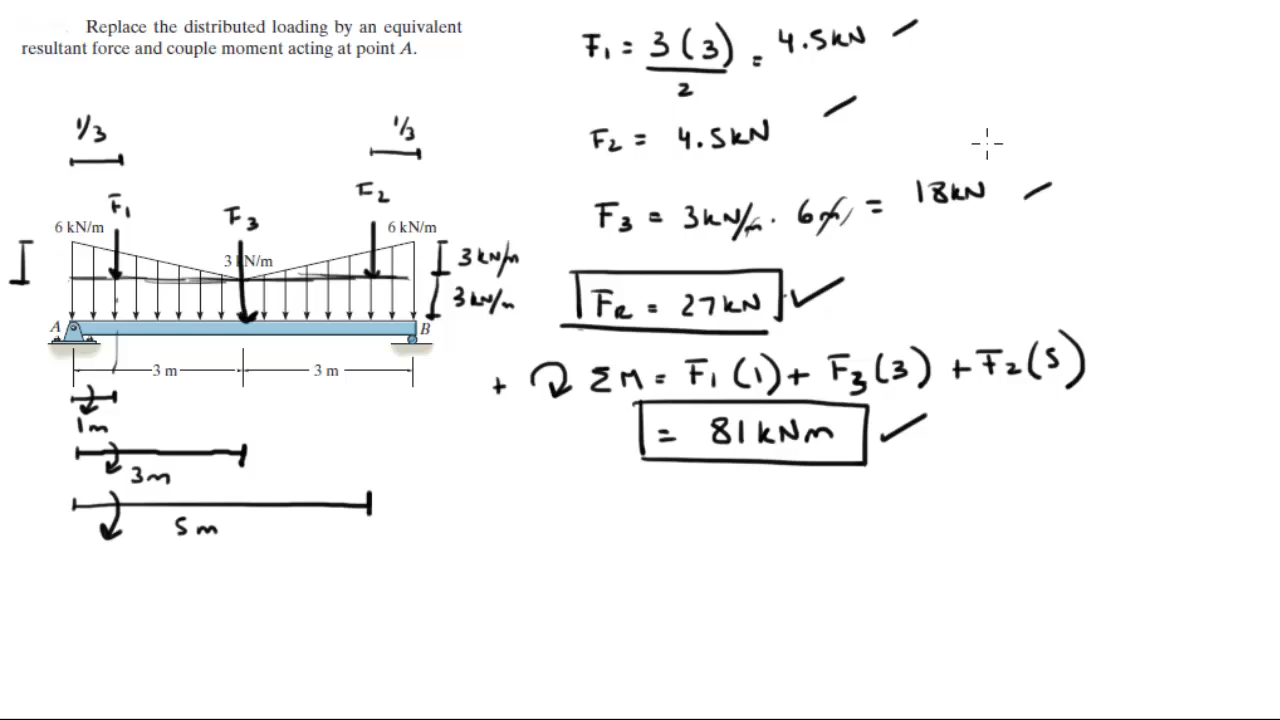 Replace the distributed loading by an equivalent
resultant force and couple moment acting at point A.
1/3
1/3
F1
F3
F2
6 kN/m
3 kN/m
6 kN/m
3 kN/m
3 kN/m
A
B
3 m
3 m
1m
3m
5m
F1 = 3(3)/2 = 4.5kN
F2 = 4.5kN
F3 = 3kN/m · 6m = 18kN
FR = 27kN
+ ΣM = F1(1) + F3(3) + F2(5)
= 81kNm